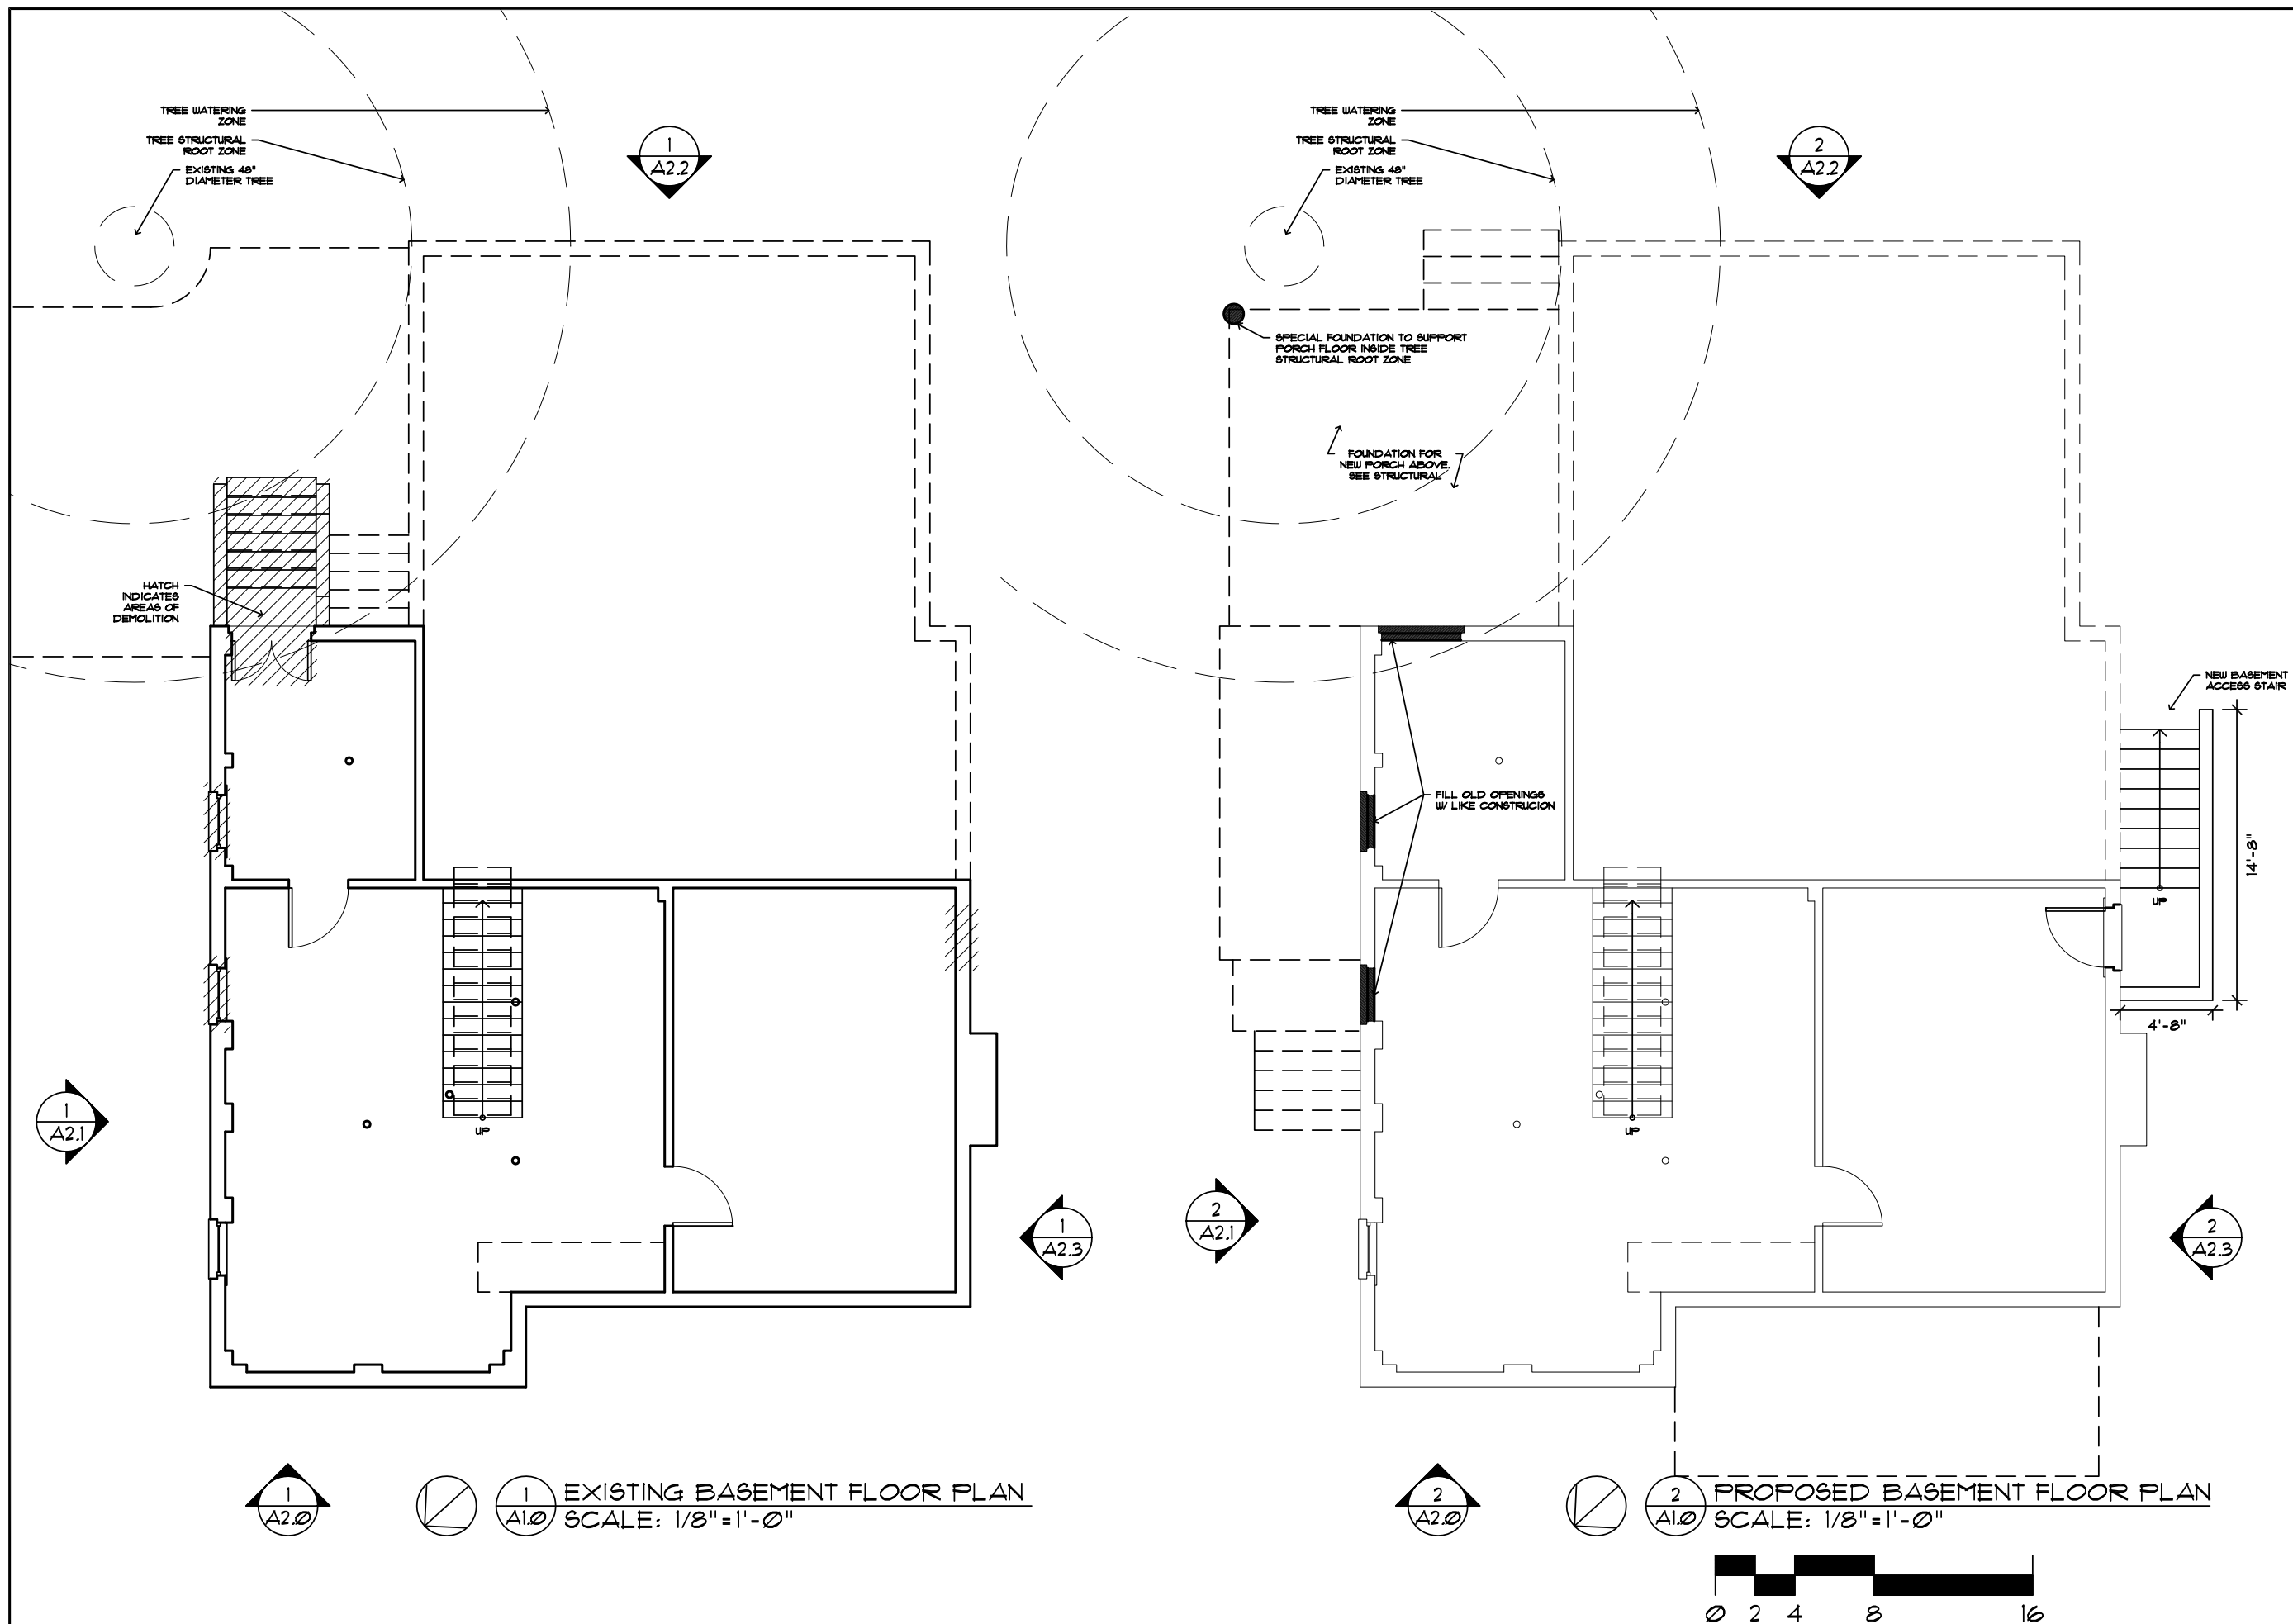 TREE WATERING
ZONE
TREE STRUCTURAL
ROOT ZONE
EXISTING 48"
DIAMETER TREE
1
A2.2
HATCH
INDICATES
AREAS OF
DEMOLITION
UP
1
A2.1
1
A2.3
1
A2.0
1
A1.0
EXISTING BASEMENT FLOOR PLAN
SCALE: 1/8"=1'-0"
TREE WATERING
ZONE
TREE STRUCTURAL
ROOT ZONE
EXISTING 48"
DIAMETER TREE
2
A2.2
SPECIAL FOUNDATION TO SUPPORT
PORCH FLOOR INSIDE TREE
STRUCTURAL ROOT ZONE
FOUNDATION FOR
NEW PORCH ABOVE.
SEE STRUCTURAL
NEW BASEMENT
ACCESS STAIR
FILL OLD OPENINGS
W/ LIKE CONSTRUCION
14'-8"
UP
4'-8"
UP
2
A2.1
2
A2.3
2
A2.0
2
A1.0
PROPOSED BASEMENT FLOOR PLAN
SCALE: 1/8"=1'-0"
0 2 4 8 16